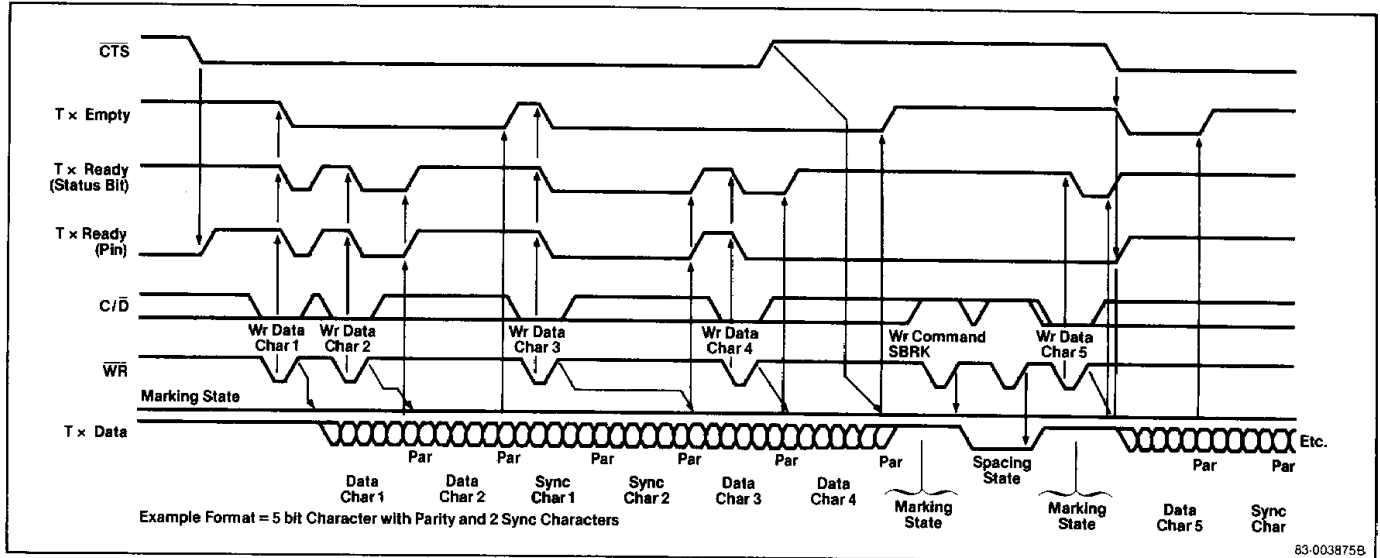 CTS
T × Empty
T × Ready
(Status Bit)
T × Ready
(Pin)
C/D
Wr Data
Char 1
Wr Data
Char 2
Wr Data
Char 3
Wr Data
Char 4
Wr Command
SBRK
Wr Data
Char 5
WR
Marking State
T × Data
Etc.
Par
Par
Par
Par
Par
Par
Spacing
State
Par
Par
Data
Char 1
Data
Char 2
Sync
Char 1
Sync
Char 2
Data
Char 3
Data
Char 4
Marking
State
Marking
State
Data
Char 5
Sync
Char
Example Format = 5 bit Character with Parity and 2 Sync Characters
83-003875B